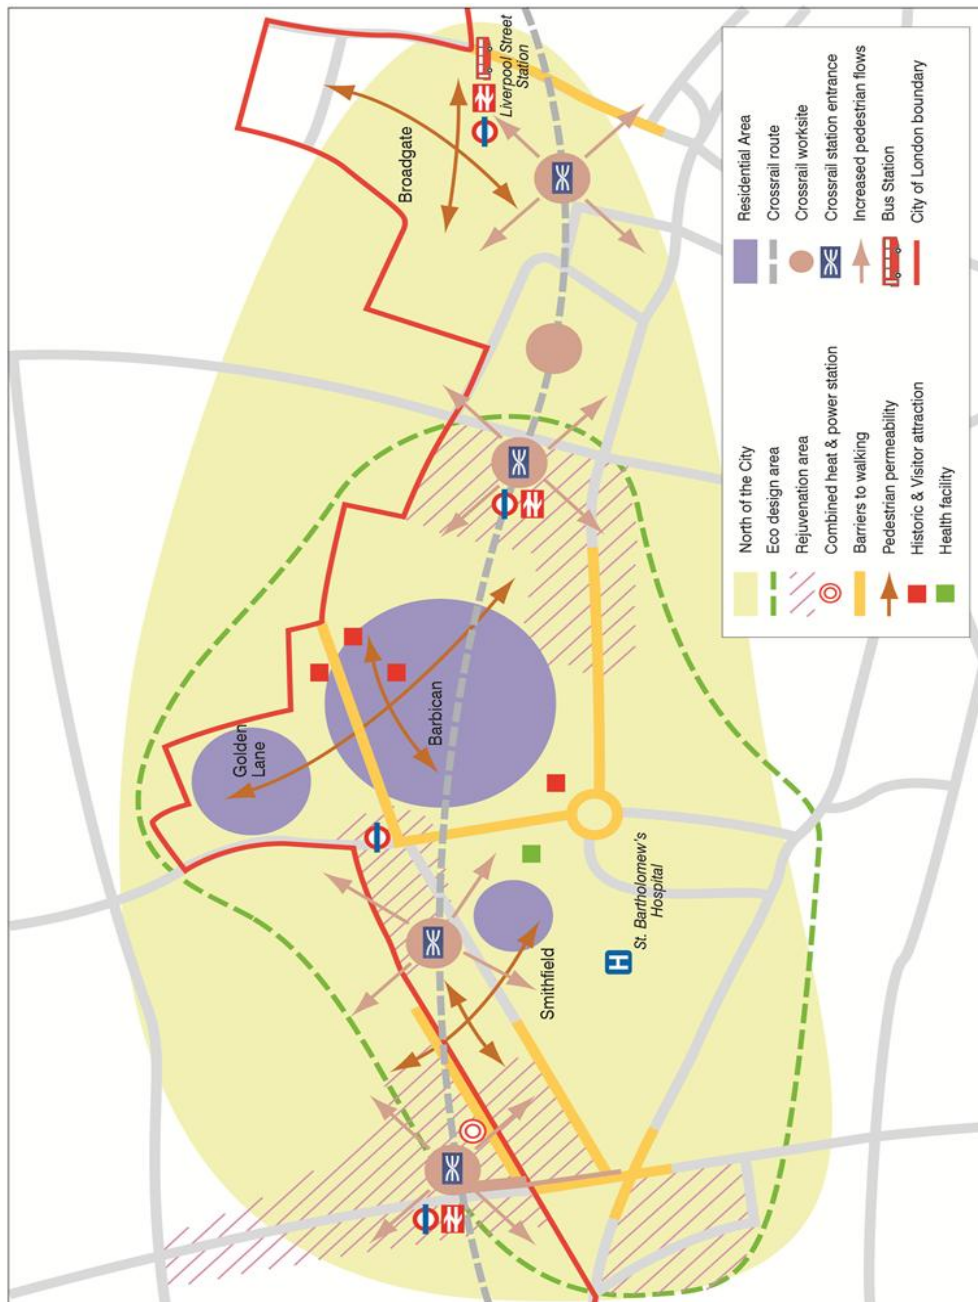 Golden
Lane
Barbican
Smithfield
St. Bartholomew's
Hospital
H
Broadgate
Liverpool Street
Station
North of the City
Eco design area
Rejuvenation area
Combined heat & power station
Barriers to walking
Pedestrian permeability
Historic & Visitor attraction
Health facility
Residential Area
Crossrail route
Crossrail worksite
Crossrail station entrance
Increased pedestrian flows
Bus Station
City of London boundary